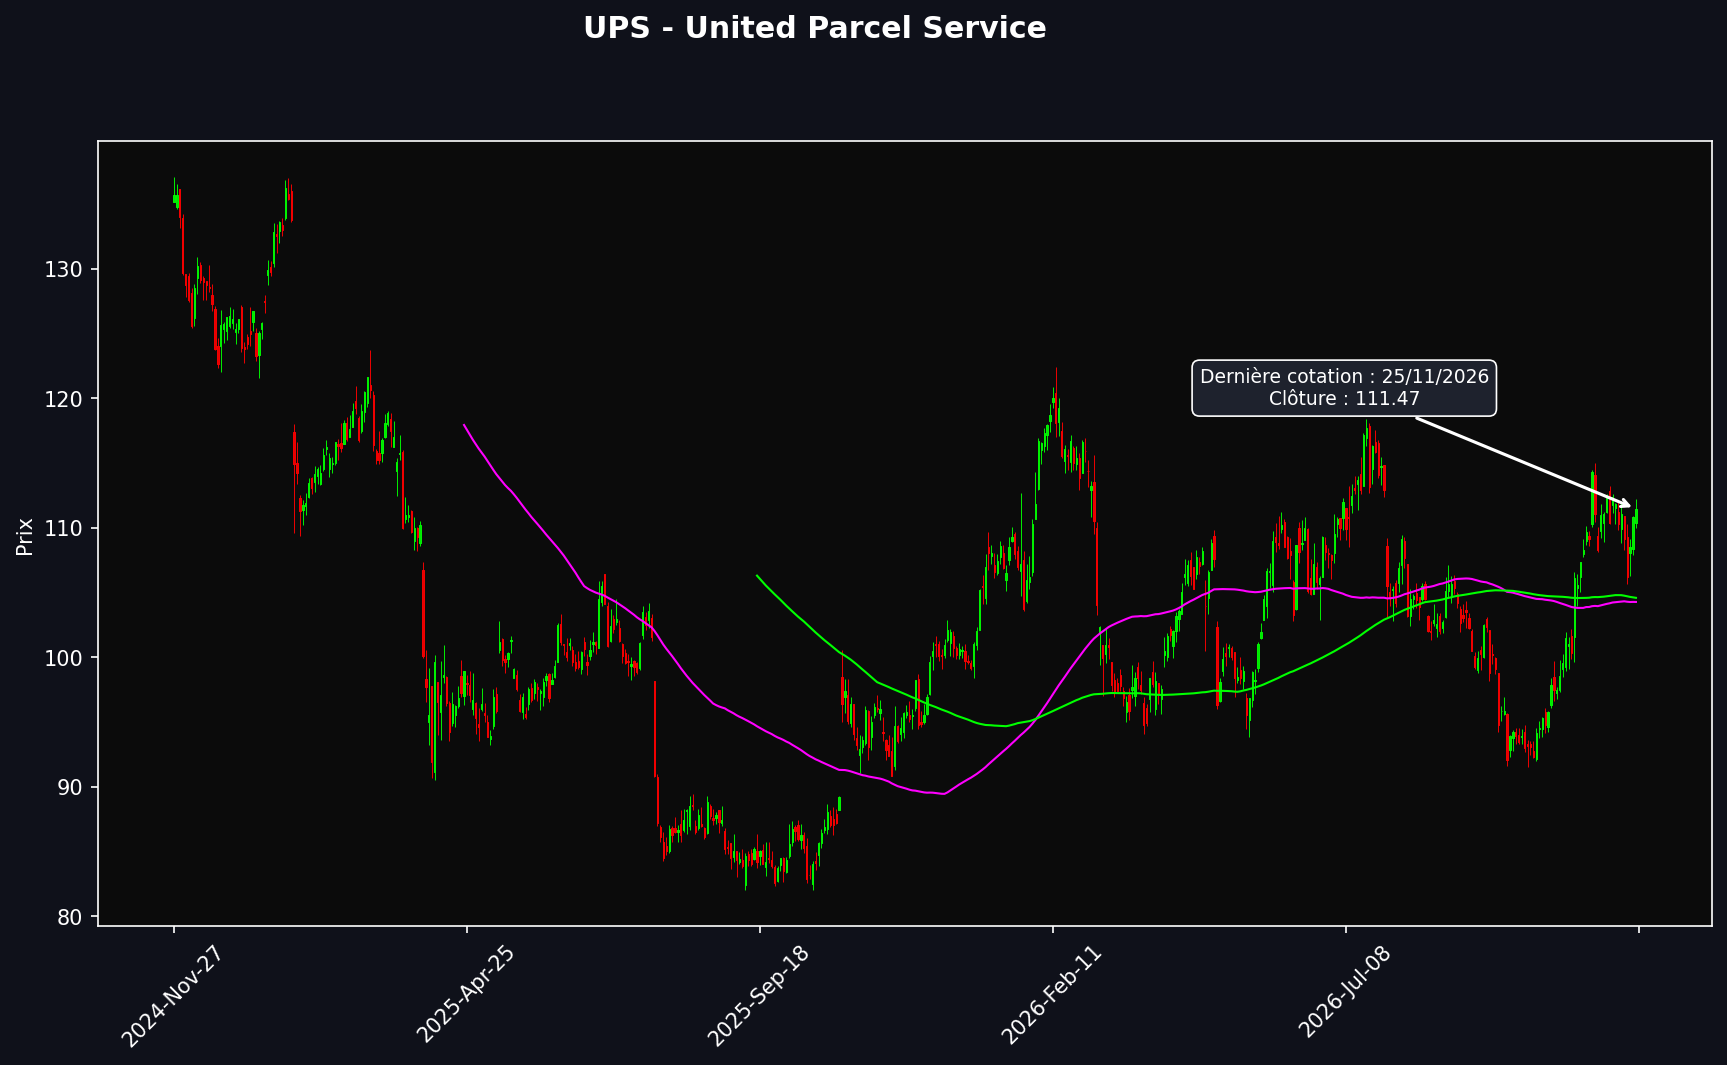 UPS - United Parcel Service
Prix
130
120
110
100
90
80
Dernière cotation : 25/11/2026
Clôture : 111.47
2024-Nov-27
2025-Apr-25
2025-Sep-18
2026-Feb-11
2026-Jul-08